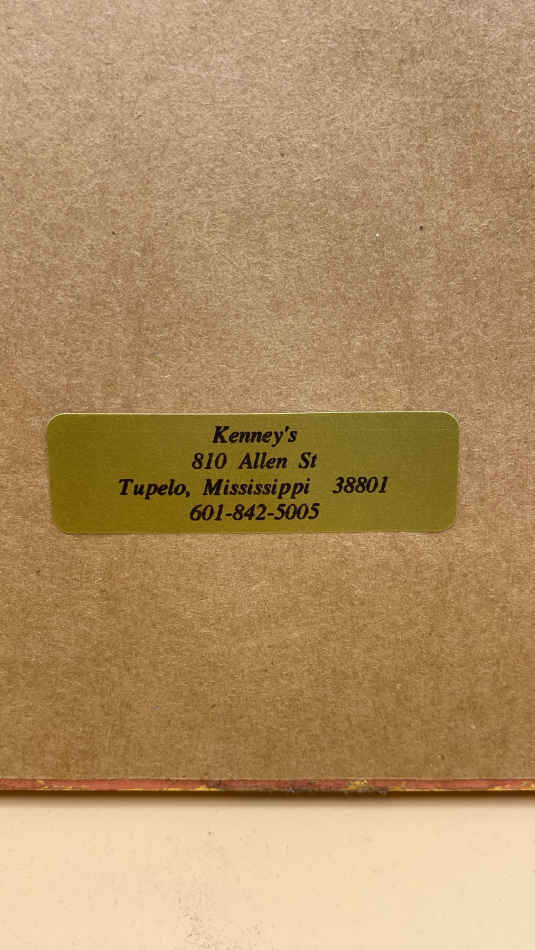 Kenney's
810 Allen St
Tupelo, Mississippi 38801
601-842-5005